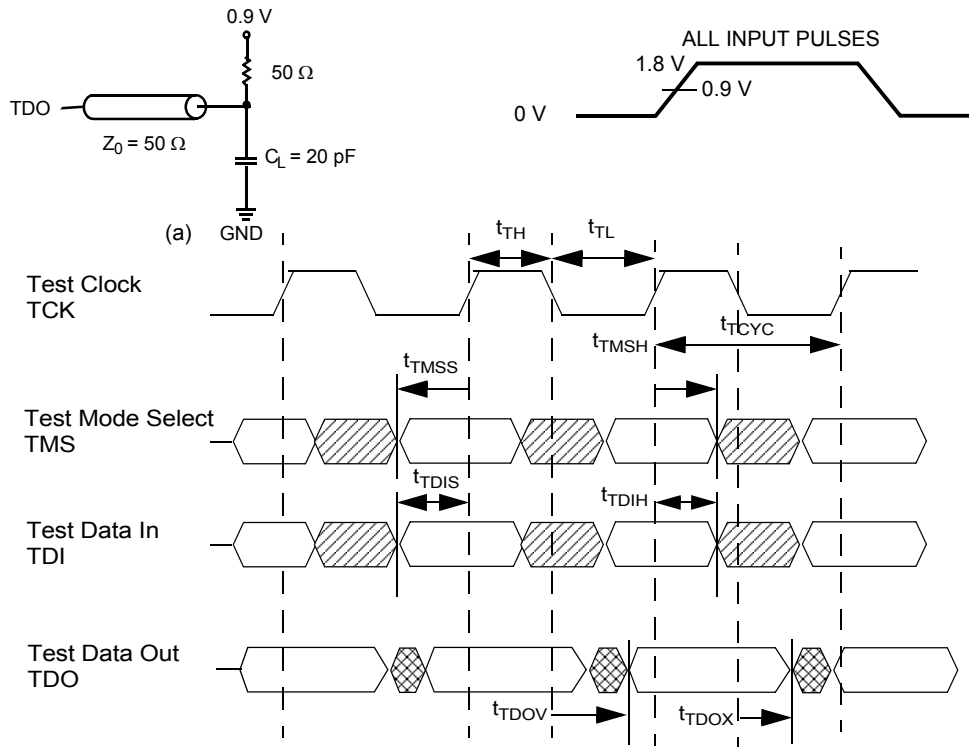 0.9 V
50 Ω
TDO
Z0 = 50 Ω
CL = 20 pF
(a) GND
ALL INPUT PULSES
1.8 V
0.9 V
0 V
tTH
tTL
Test Clock
TCK
tTCYC
tTMSH
tTMSS
Test Mode Select
TMS
tTDIS
tTDIH
Test Data In
TDI
Test Data Out
TDO
tTDOV
tTDOX